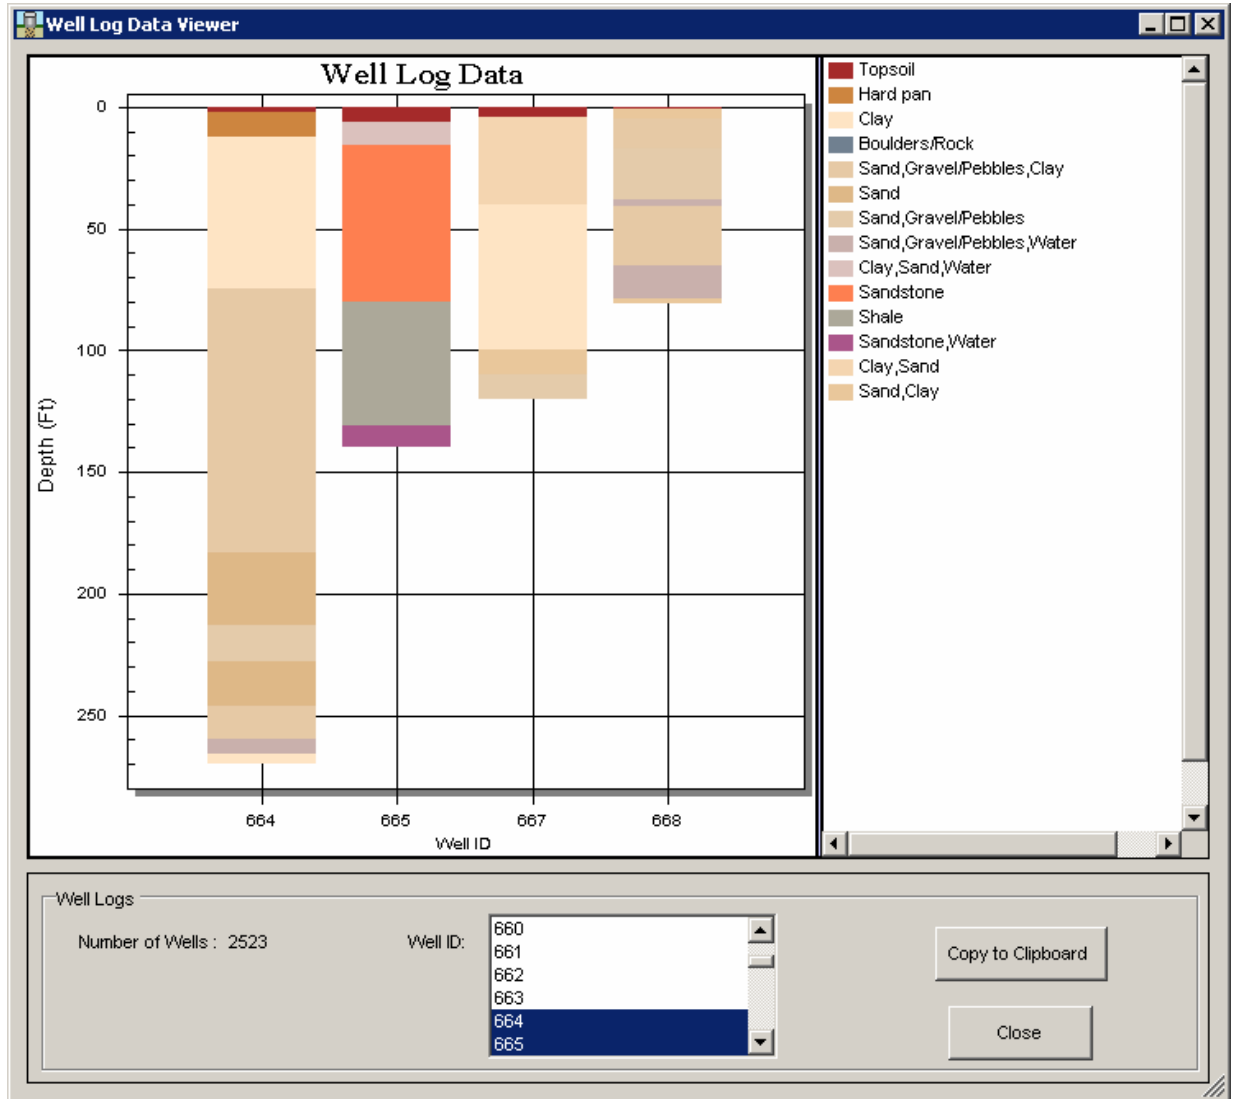 Well Log Data Viewer
Well Log Data
0
50
100
150
200
250
Depth (Ft)
664 665 667 668
Well ID
Topsoil
Hard pan
Clay
Boulders/Rock
Sand,Gravel/Pebbles,Clay
Sand
Sand,Gravel/Pebbles
Sand,Gravel/Pebbles,Water
Clay,Sand,Water
Sandstone
Shale
Sandstone,Water
Clay,Sand
Sand,Clay
Well Logs
Number of Wells : 2523
Well ID:
660
661
662
663
664
665
Copy to Clipboard
Close